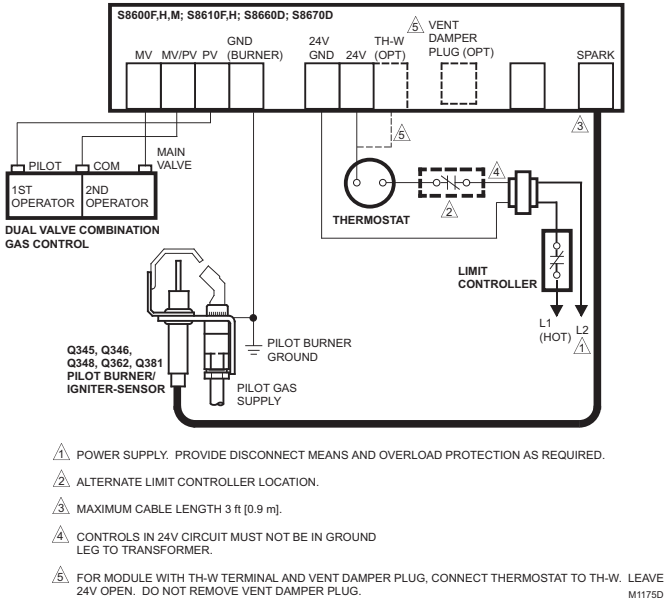 S8600F,H,M; S8610F,H; S8660D; S8670D
MV MV/PV PV
GND
(BURNER)
24V
GND
24V
TH-W
(OPT)
5
VENT
DAMPER
PLUG (OPT)
SPARK
3
5
PILOT
COM
MAIN
VALVE
1ST
OPERATOR
2ND
OPERATOR
DUAL VALVE COMBINATION
GAS CONTROL
THERMOSTAT
2
4
LIMIT
CONTROLLER
L1
(HOT)
L2
1
Q345, Q346,
Q348, Q362, Q381
PILOT BURNER/
IGNITER-SENSOR
PILOT BURNER
GROUND
PILOT GAS
SUPPLY
1 POWER SUPPLY. PROVIDE DISCONNECT MEANS AND OVERLOAD PROTECTION AS REQUIRED.
2 ALTERNATE LIMIT CONTROLLER LOCATION.
3 MAXIMUM CABLE LENGTH 3 ft [0.9 m].
4 CONTROLS IN 24V CIRCUIT MUST NOT BE IN GROUND
LEG TO TRANSFORMER.
5 FOR MODULE WITH TH-W TERMINAL AND VENT DAMPER PLUG, CONNECT THERMOSTAT TO TH-W. LEAVE
24V OPEN. DO NOT REMOVE VENT DAMPER PLUG.
M1175D